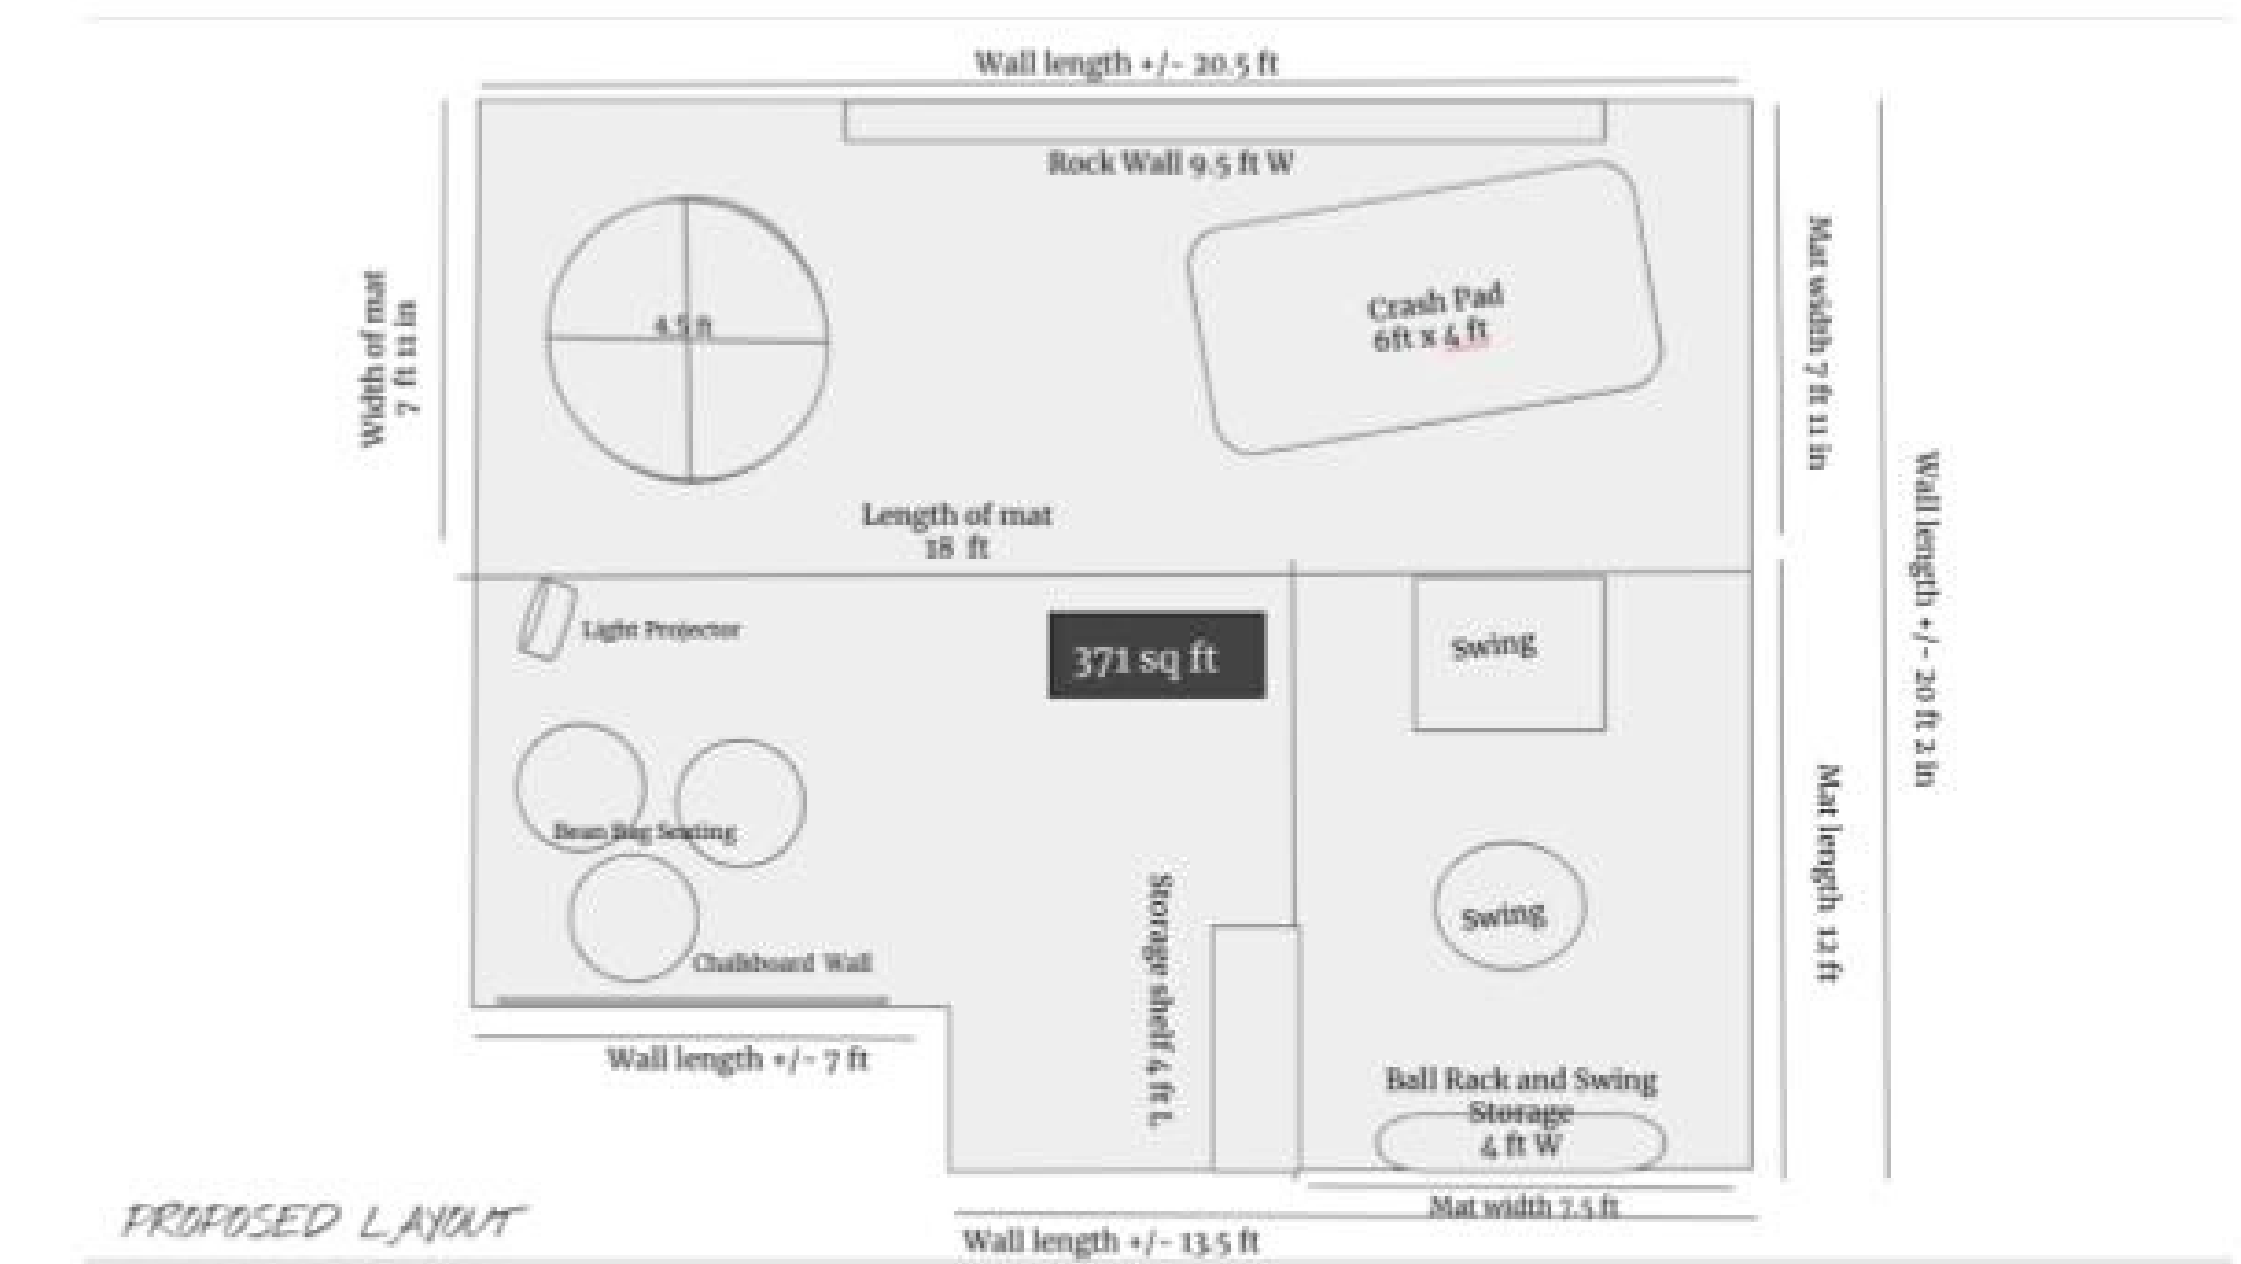 Wall length +/- 20.5 ft
Rock Wall 9.5 ft W
Width of mat
7 ft 11 in
4.5 ft
Crash Pad
6ft x 4 ft
Mat width 7 ft 11 in
Length of mat
18 ft
Wall length +/- 20 ft 2 in
Light Projector
371 sq ft
Swing
Bean Bag Seating
Swing
Storage shelf 4 ft L
Mat length 12 ft
Chalkboard Wall
Wall length +/- 7 ft
Ball Rack and Swing
Storage
4 ft W
Mat width 7.5 ft
PROPOSED LAYOUT
Wall length +/- 13.5 ft